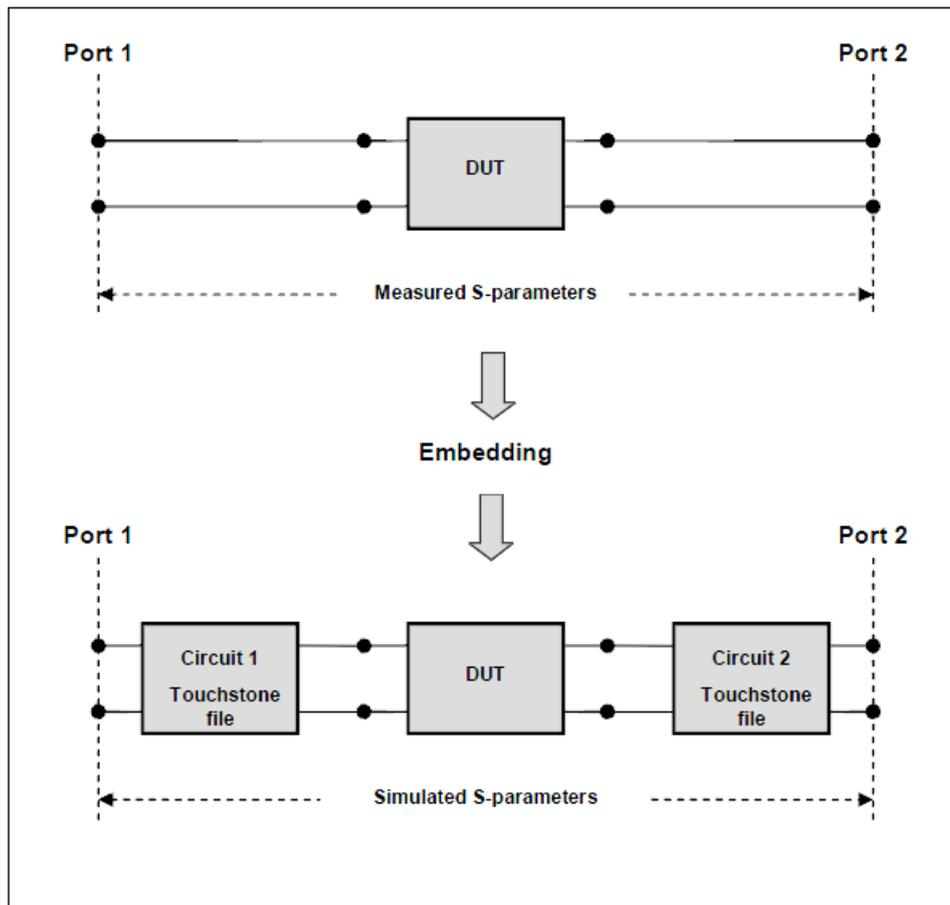 Port 1
Port 2
DUT
Measured S-parameters
Embedding
Port 1
Port 2
Circuit 1
Touchstone
file
DUT
Circuit 2
Touchstone
file
Simulated S-parameters